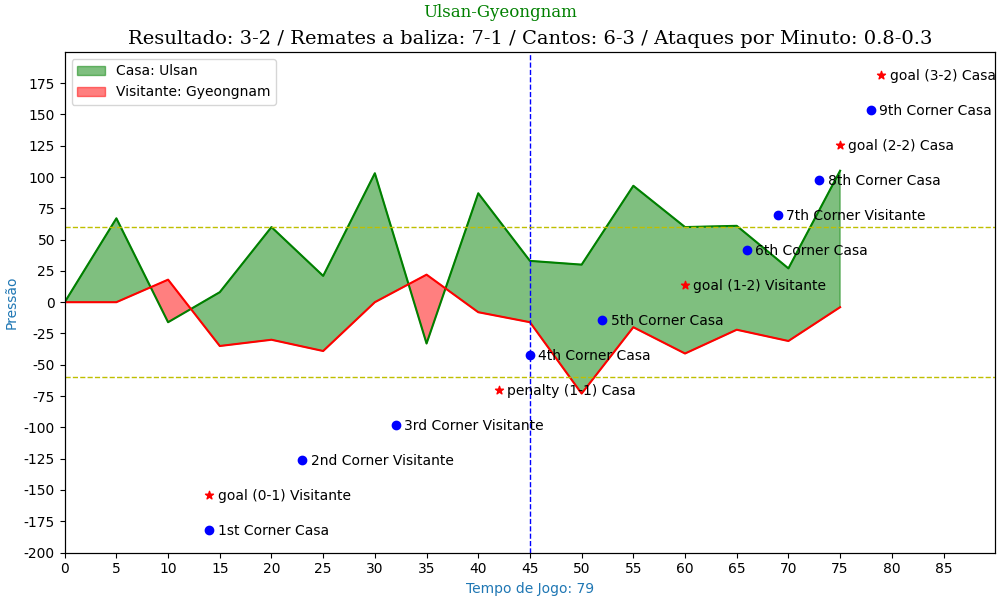 Ulsan-Gyeongnam
Resultado: 3-2 / Remates a baliza: 7-1 / Cantos: 6-3 / Ataques por Minuto: 0.8-0.3
Casa: Ulsan
Visitante: Gyeongnam
goal (3-2) Casa
9th Corner Casa
goal (2-2) Casa
8th Corner Casa
7th Corner Visitante
6th Corner Casa
goal (1-2) Visitante
5th Corner Casa
4th Corner Casa
penalty (1-1) Casa
3rd Corner Visitante
2nd Corner Visitante
goal (0-1) Visitante
1st Corner Casa
Pressão
175
150
125
100
75
50
25
0
-25
-50
-75
-100
-125
-150
-175
-200
0 5 10 15 20 25 30 35 40 45 50 55 60 65 70 75 80 85
Tempo de Jogo: 79